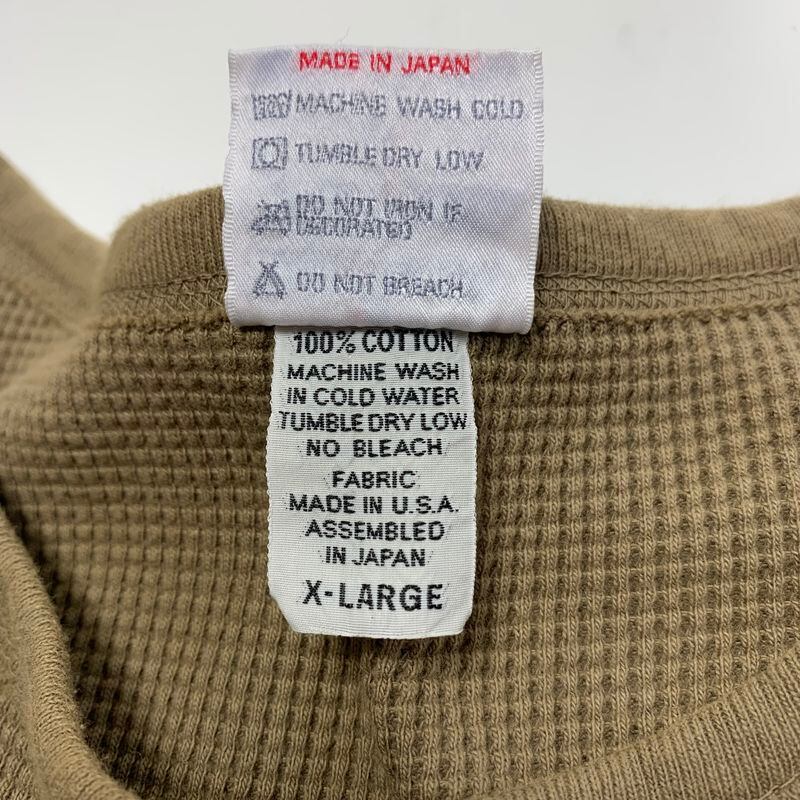 MADE IN JAPAN
MACHINE WASH COLD
TUMBLE DRY LOW
DO NOT IRON IF
DECORATED
DO NOT BREACH
100% COTTON
MACHINE WASH
IN COLD WATER
TUMBLE DRY LOW
NO BLEACH
FABRIC
MADE IN U.S.A.
ASSEMBLED
IN JAPAN
X-LARGE